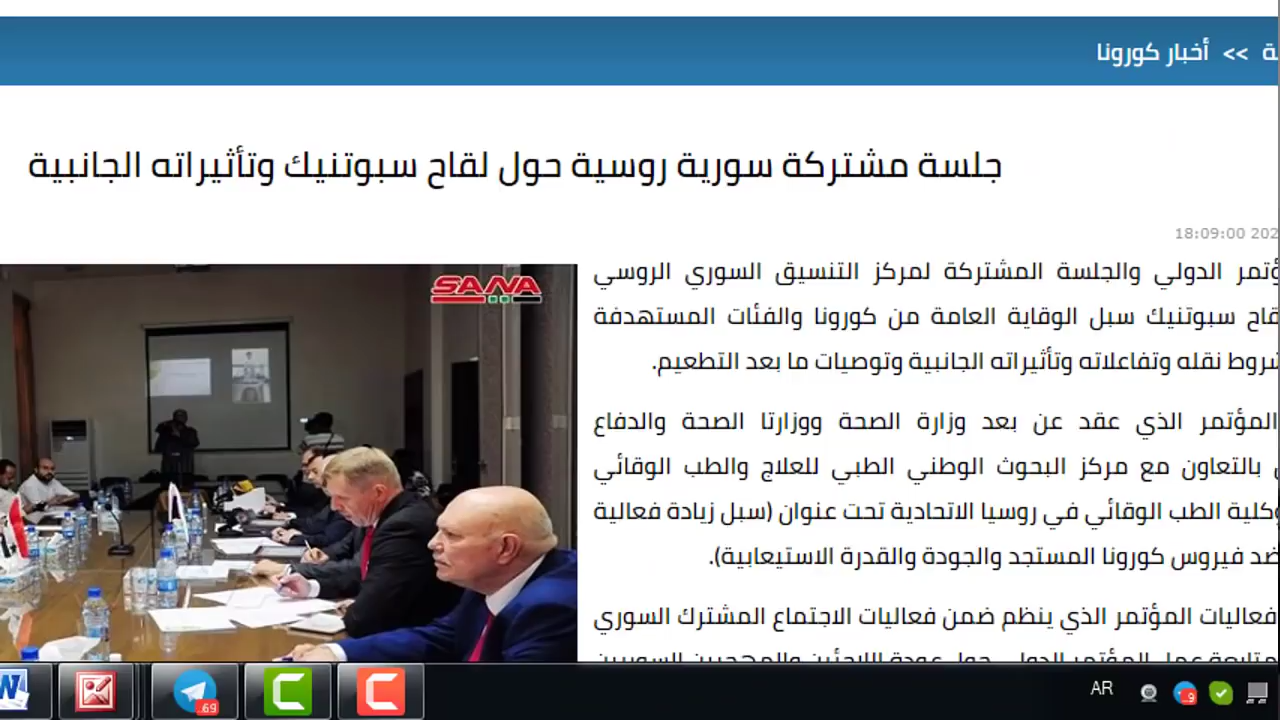 >> أخبار كورونا
جلسة مشتركة سورية روسية حول لقاح سبوتنيك وتأثيراته الجانبية
18:09:00
SANA
الدولي والجلسة المشتركة لمركز التنسيق السوري الروسي
سبوتنيك سبل الوقاية العامة من كورونا والفئات المستهدفة
نقله وتفاعلاته وتأثيراته الجانبية وتوصيات ما بعد التطعيم.
المؤتمر الذي عقد عن بعد وزارة الصحة ووزارتا الصحة والدفاع
بالتعاون مع مركز البحوث الوطني الطبي للعلاج والطب الوقائي
وكلية الطب الوقائي في روسيا الاتحادية تحت عنوان (سبل زيادة فعالية
ضد فيروس كورونا المستجد والجودة والقدرة الاستيعابية).
فعاليات المؤتمر الذي ينظم ضمن فعاليات الاجتماع المشترك السوري
W
69
AR
9